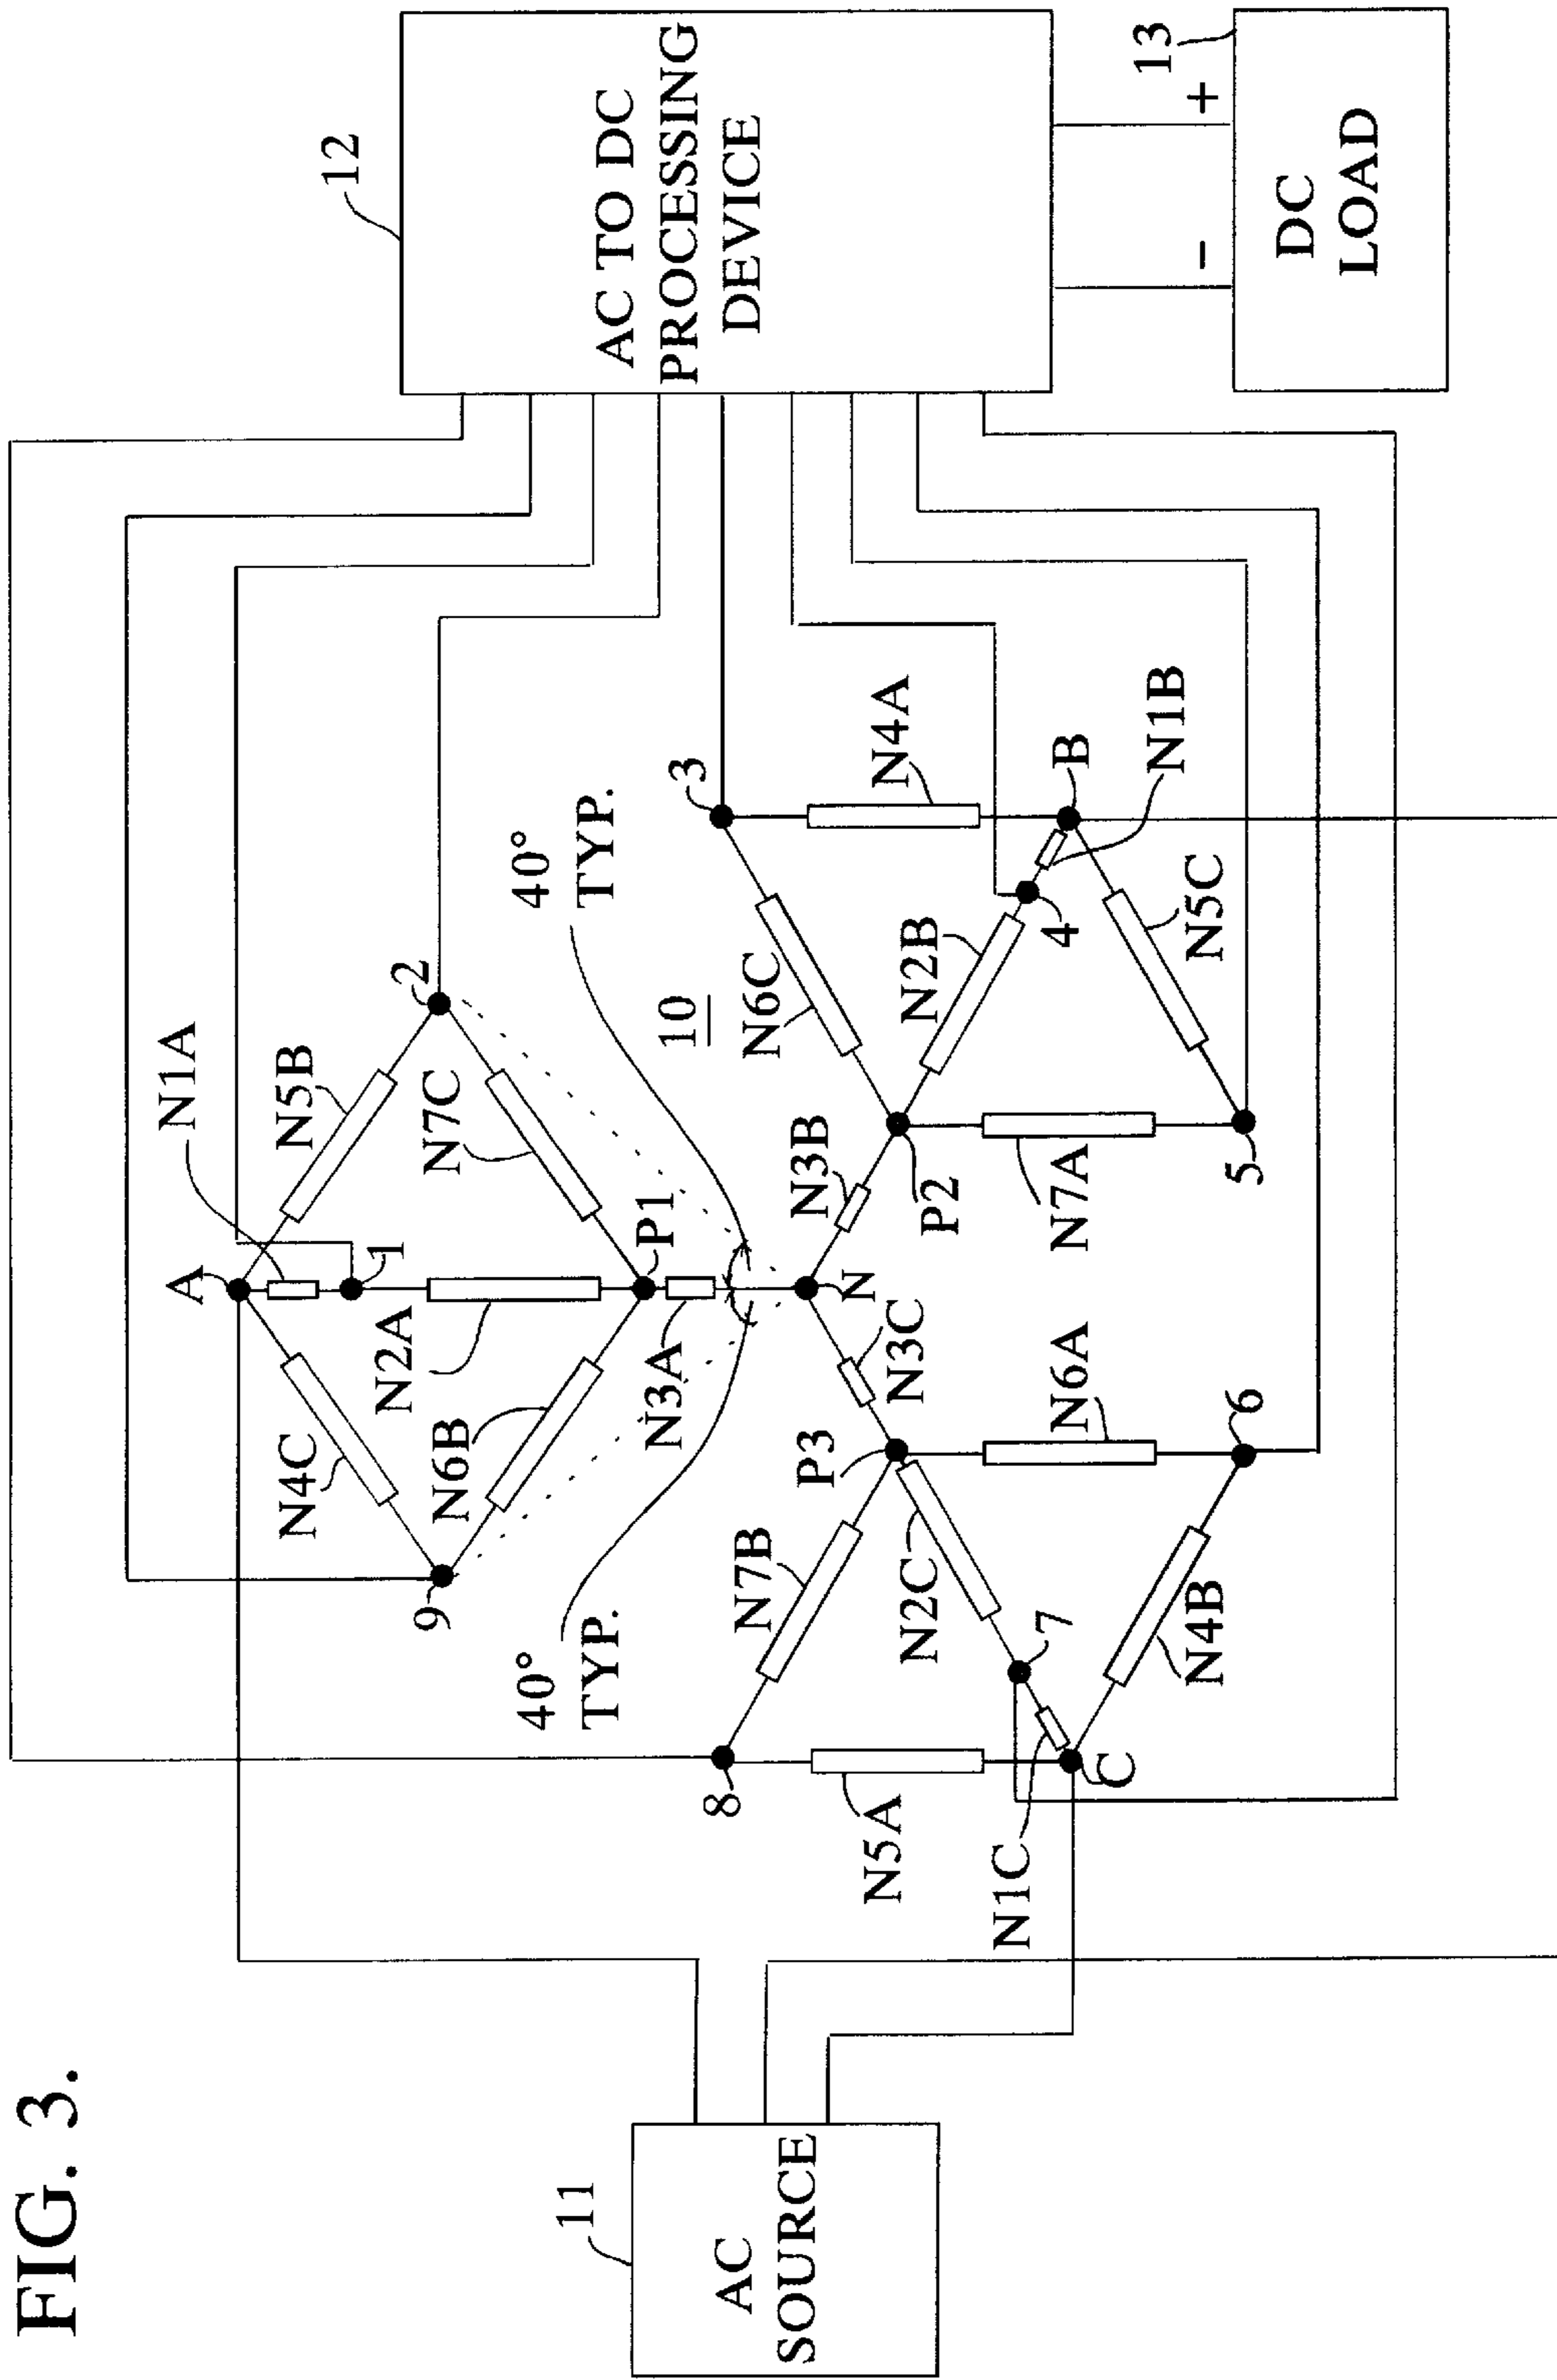 FIG. 3.
11
AC
SOURCE
12
AC TO DC
PROCESSING
DEVICE
13
+
−
DC
LOAD
10
40°
TYP.
40°
TYP.
A
N1A
1
N5B
2
N7C
N2A
P1
N4C
N6B
9
N3A
N
N3B
P2
N6C
3
N4A
N2B
4
B
N1B
N5C
N7A
5
N3C
P3
N6A
6
N7B
8
N2C
7
N4B
N5A
N1C
C